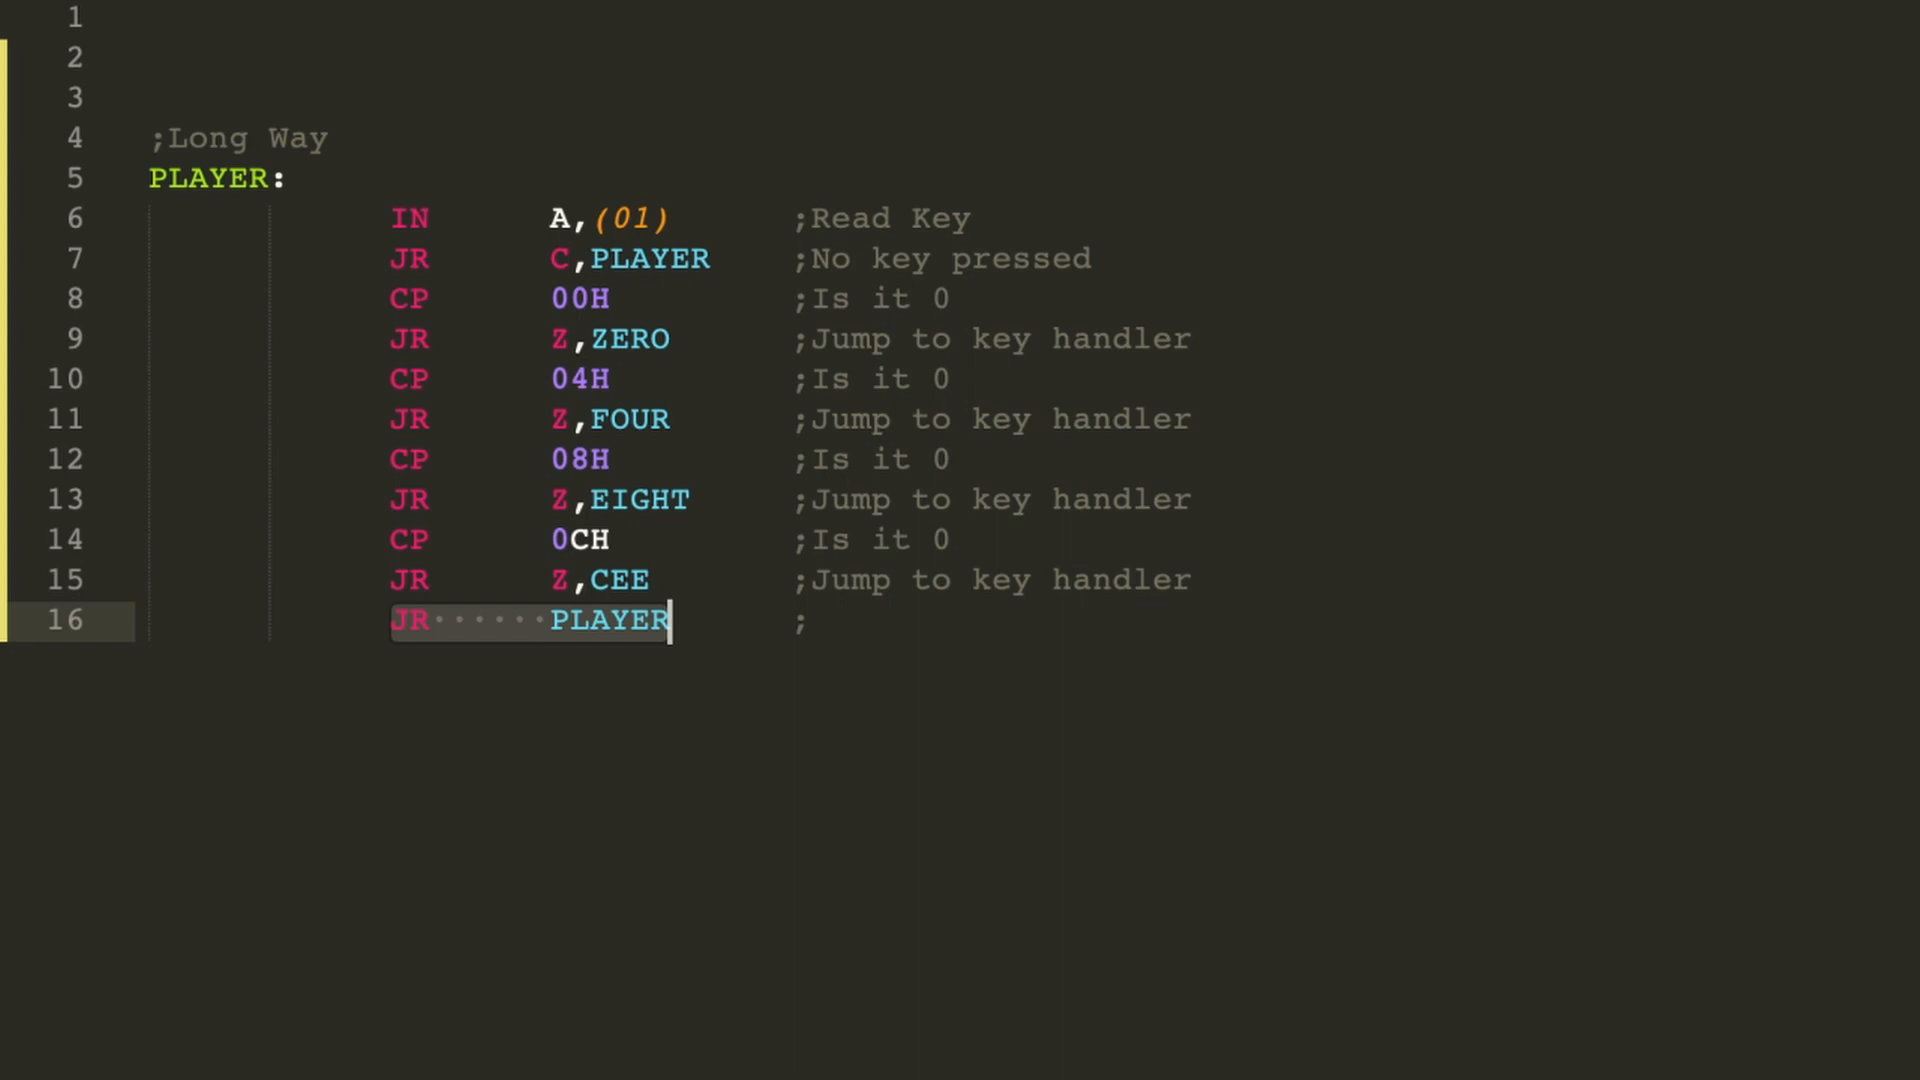 1
2
3
4 ;Long Way
5 PLAYER:
6 IN A,(01) ;Read Key
7 JR C,PLAYER ;No key pressed
8 CP 00H ;Is it 0
9 JR Z,ZERO ;Jump to key handler
10 CP 04H ;Is it 0
11 JR Z,FOUR ;Jump to key handler
12 CP 08H ;Is it 0
13 JR Z,EIGHT ;Jump to key handler
14 CP 0CH ;Is it 0
15 JR Z,CEE ;Jump to key handler
16 JR······PLAYER ;